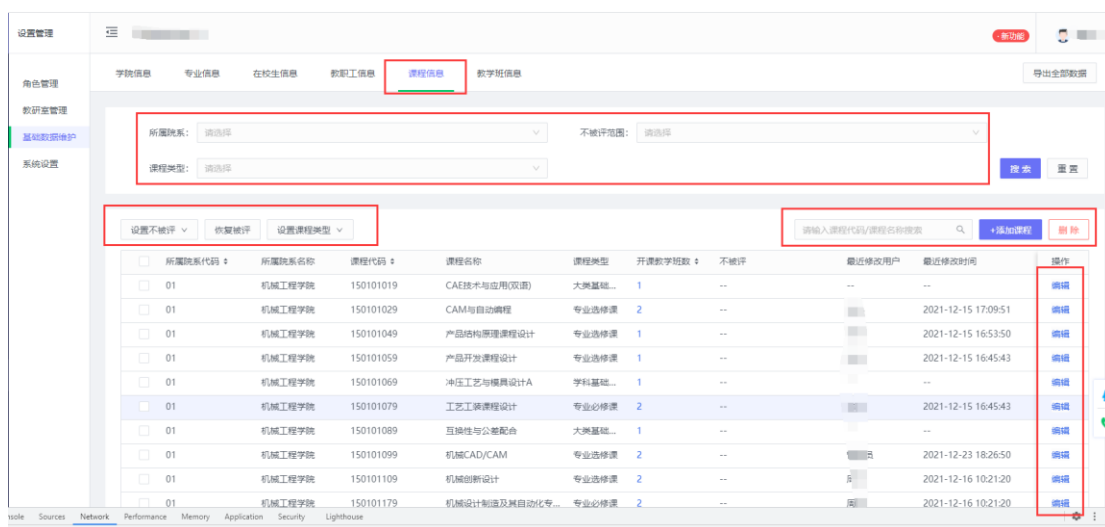 设置管理
·新功能
角色管理
教研室管理
基础数据维护
系统设置
学院信息 专业信息 在校生信息 教职工信息 课程信息 教学班信息 导出全部数据
所属院系: 请选择 不被评范围: 请选择
课程类型: 请选择 搜索 重置
设置不被评 恢复被评 设置课程类型 请输入课程代码/课程名称搜索 +添加课程 删除
所属院系代码 所属院系名称 课程代码 课程名称 课程类型 开课教学班数 不被评 最近修改用户 最近修改时间 操作
01 机械工程学院 150101019 CAE技术与应用(双语) 大类基础... 1 -- -- -- 编辑
01 机械工程学院 150101029 CAM与自动编程 专业选修课 2 -- 2021-12-15 17:09:51 编辑
01 机械工程学院 150101049 产品结构原理课程设计 专业选修课 1 -- 2021-12-15 16:53:50 编辑
01 机械工程学院 150101059 产品开发课程设计 专业选修课 1 -- 2021-12-15 16:45:43 编辑
01 机械工程学院 150101069 冲压工艺与模具设计A 学科基础... 1 -- -- 编辑
01 机械工程学院 150101079 工艺工装课程设计 专业必修课 2 -- 2021-12-15 16:45:43 编辑
01 机械工程学院 150101089 互换性与公差配合 大类基础... 1 -- -- 编辑
01 机械工程学院 150101099 机械CAD/CAM 专业选修课 2 -- 2021-12-23 18:26:50 编辑
01 机械工程学院 150101109 机械创新设计 专业选修课 2 -- 周 2021-12-16 10:21:20 编辑
01 机械工程学院 150101179 机械设计制造及其自动化专... 专业必修课 2 -- 周 2021-12-16 10:21:20 编辑
nsole Sources Network Performance Memory Application Security Lighthouse